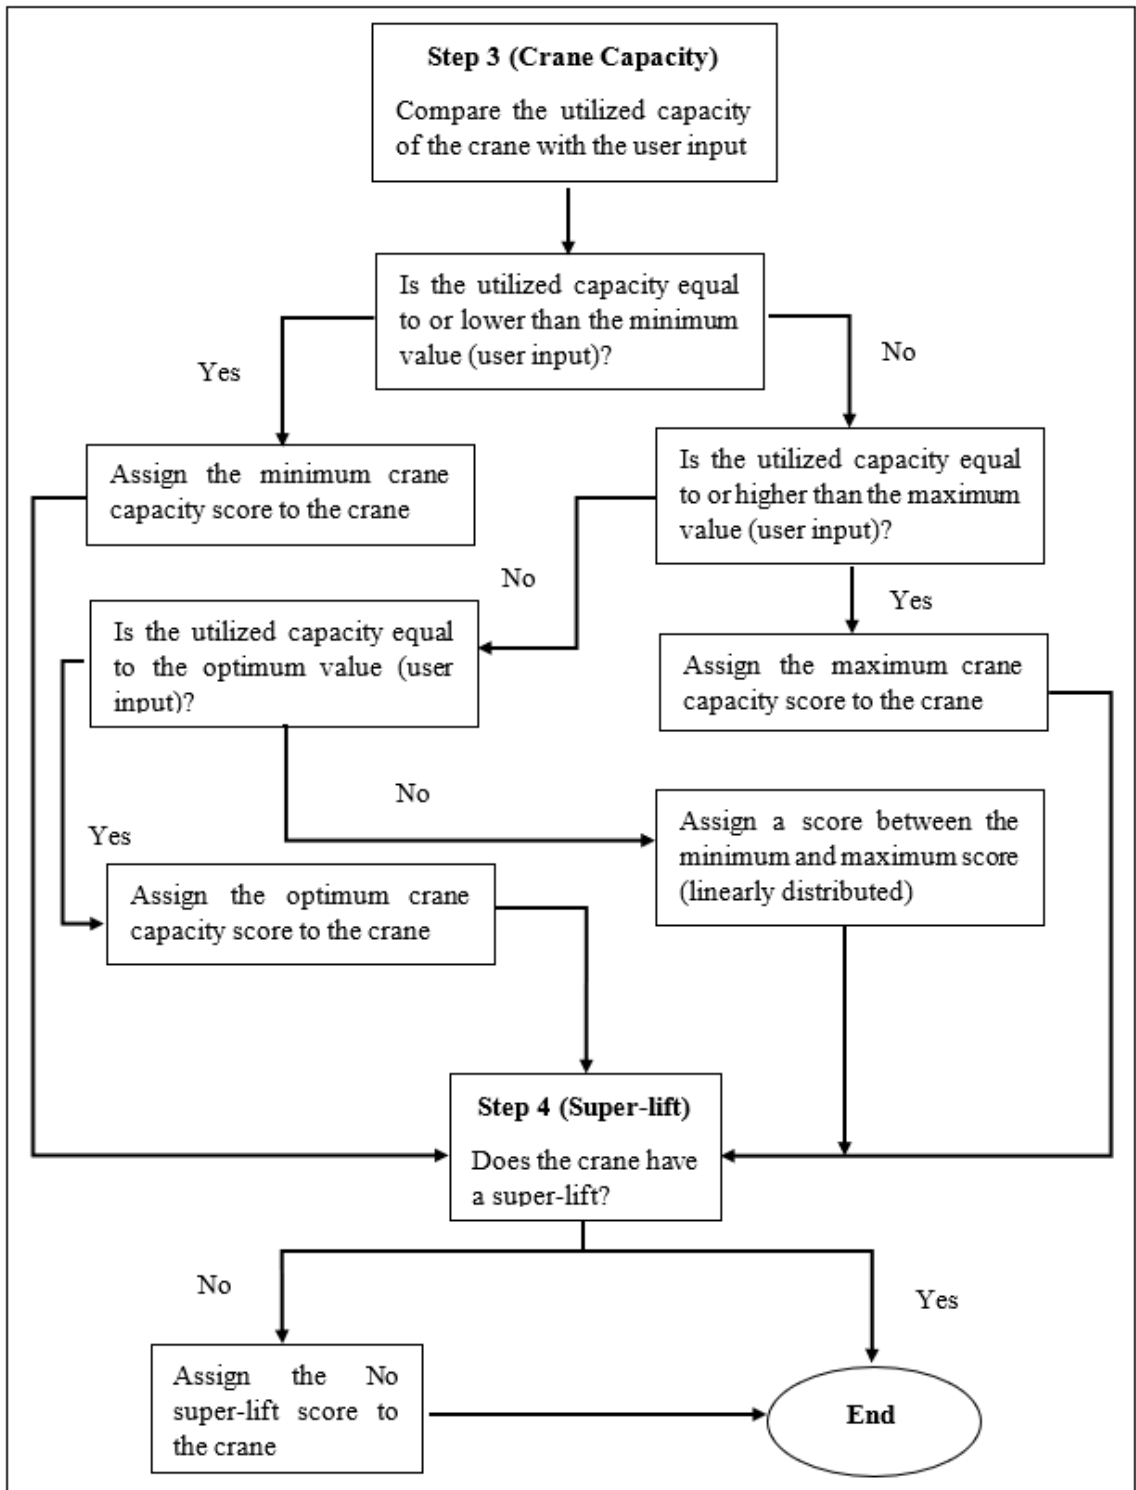 Step 3 (Crane Capacity)
Compare the utilized capacity
of the crane with the user input
Is the utilized capacity equal
to or lower than the minimum
value (user input)?
Yes
No
Assign the minimum crane
capacity score to the crane
Is the utilized capacity equal
to or higher than the maximum
value (user input)?
No
Yes
Is the utilized capacity equal
to the optimum value (user
input)?
Assign the maximum crane
capacity score to the crane
No
Yes
Assign a score between the
minimum and maximum score
(linearly distributed)
Assign the optimum crane
capacity score to the crane
Step 4 (Super-lift)
Does the crane have
a super-lift?
No
Yes
Assign the No
super-lift score to
the crane
End